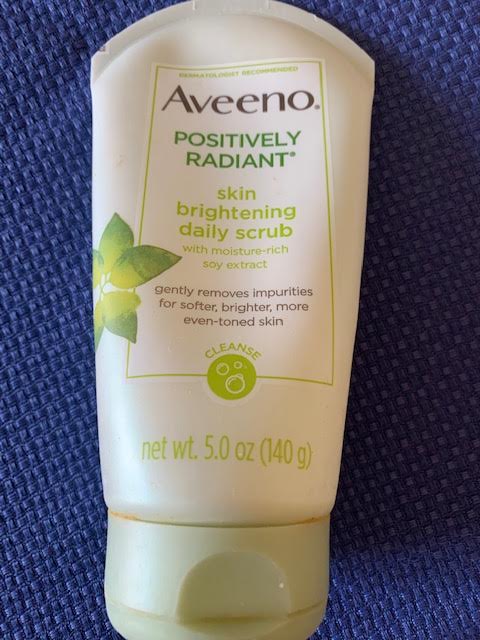 DERMATOLOGIST RECOMMENDED
Aveeno®
POSITIVELY
RADIANT®
skin
brightening
daily scrub
with moisture-rich
soy extract
gently removes impurities
for softer, brighter, more
even-toned skin
CLEANSE
net wt. 5.0 oz (140 g)